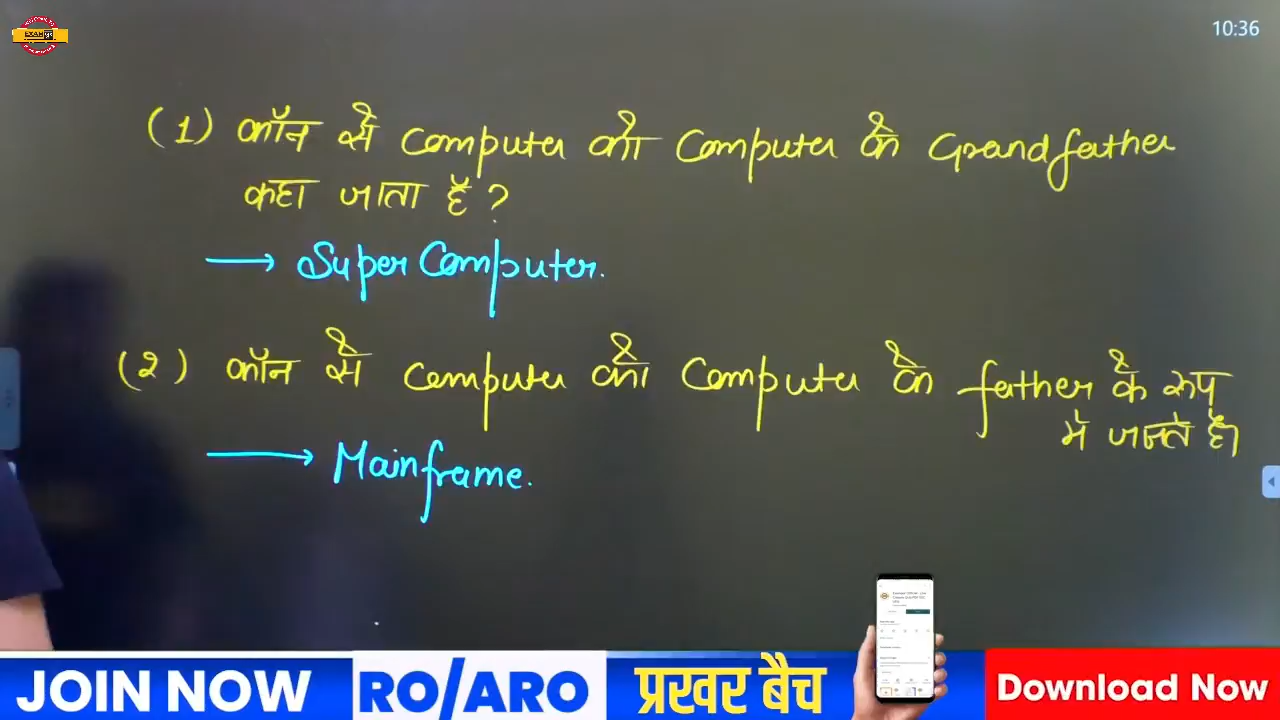 10:36
(1) कॉन से Computer को Computer के Grandfather
कहा जाता है ?
→ Super Computer.
(2) कॉन से Computer को Computer के father के रूप
मे जानते है।
→ Mainframe.
JOIN NOW RO/ARO प्रखर बैच Download Now